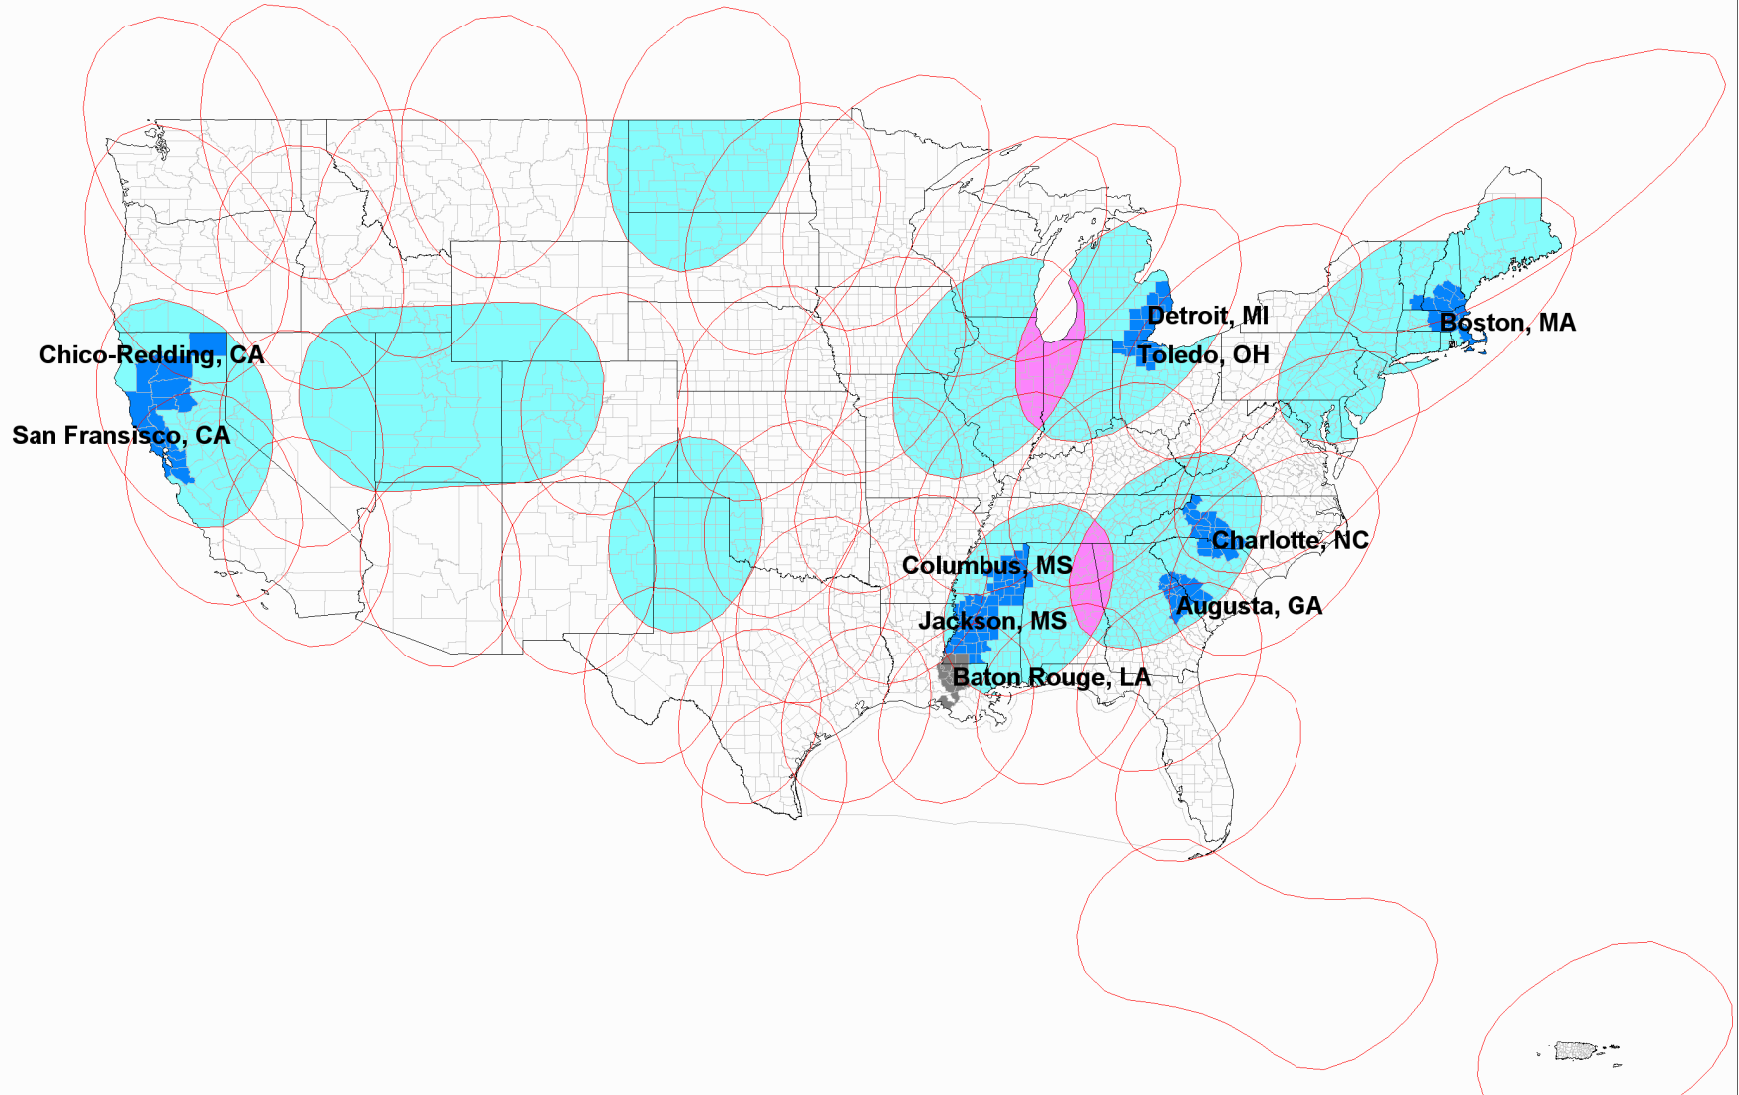 Detroit, MI
Boston, MA
Chico-Redding, CA
Toledo, OH
San Fransisco, CA
Charlotte, NC
Columbus, MS
Augusta, GA
Jackson, MS
Baton Rouge, LA